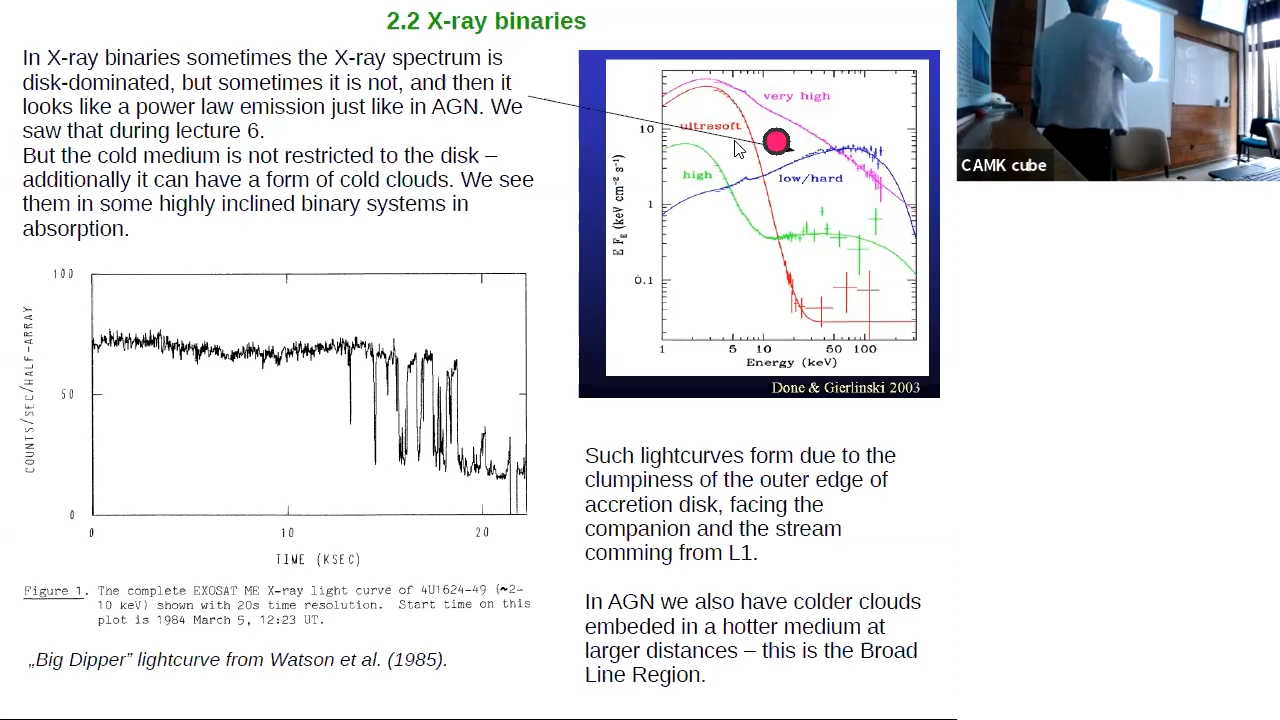 2.2 X-ray binaries
In X-ray binaries sometimes the X-ray spectrum is
disk-dominated, but sometimes it is not, and then it
looks like a power law emission just like in AGN. We
saw that during lecture 6.
But the cold medium is not restricted to the disk –
additionally it can have a form of cold clouds. We see
them in some highly inclined binary systems in
absorption.
100
50
0
COUNTS/SEC/HALF-ARRAY
0 10 20
TIME (KSEC)
Figure 1. The complete EXOSAT ME X-ray light curve of 4U1624-49 (~2-
10 keV) shown with 20s time resolution. Start time on this
plot is 1984 March 5, 12:23 UT.
„Big Dipper” lightcurve from Watson et al. (1985).
very high
ultrasoft
high
low/hard
10
1
0.1
E F_E (keV cm⁻² s⁻¹)
1 5 10 50 100
Energy (keV)
Done & Gierlinski 2003
Such lightcurves form due to the
clumpiness of the outer edge of
accretion disk, facing the
companion and the stream
comming from L1.
In AGN we also have colder clouds
embeded in a hotter medium at
larger distances – this is the Broad
Line Region.
CAMK cube